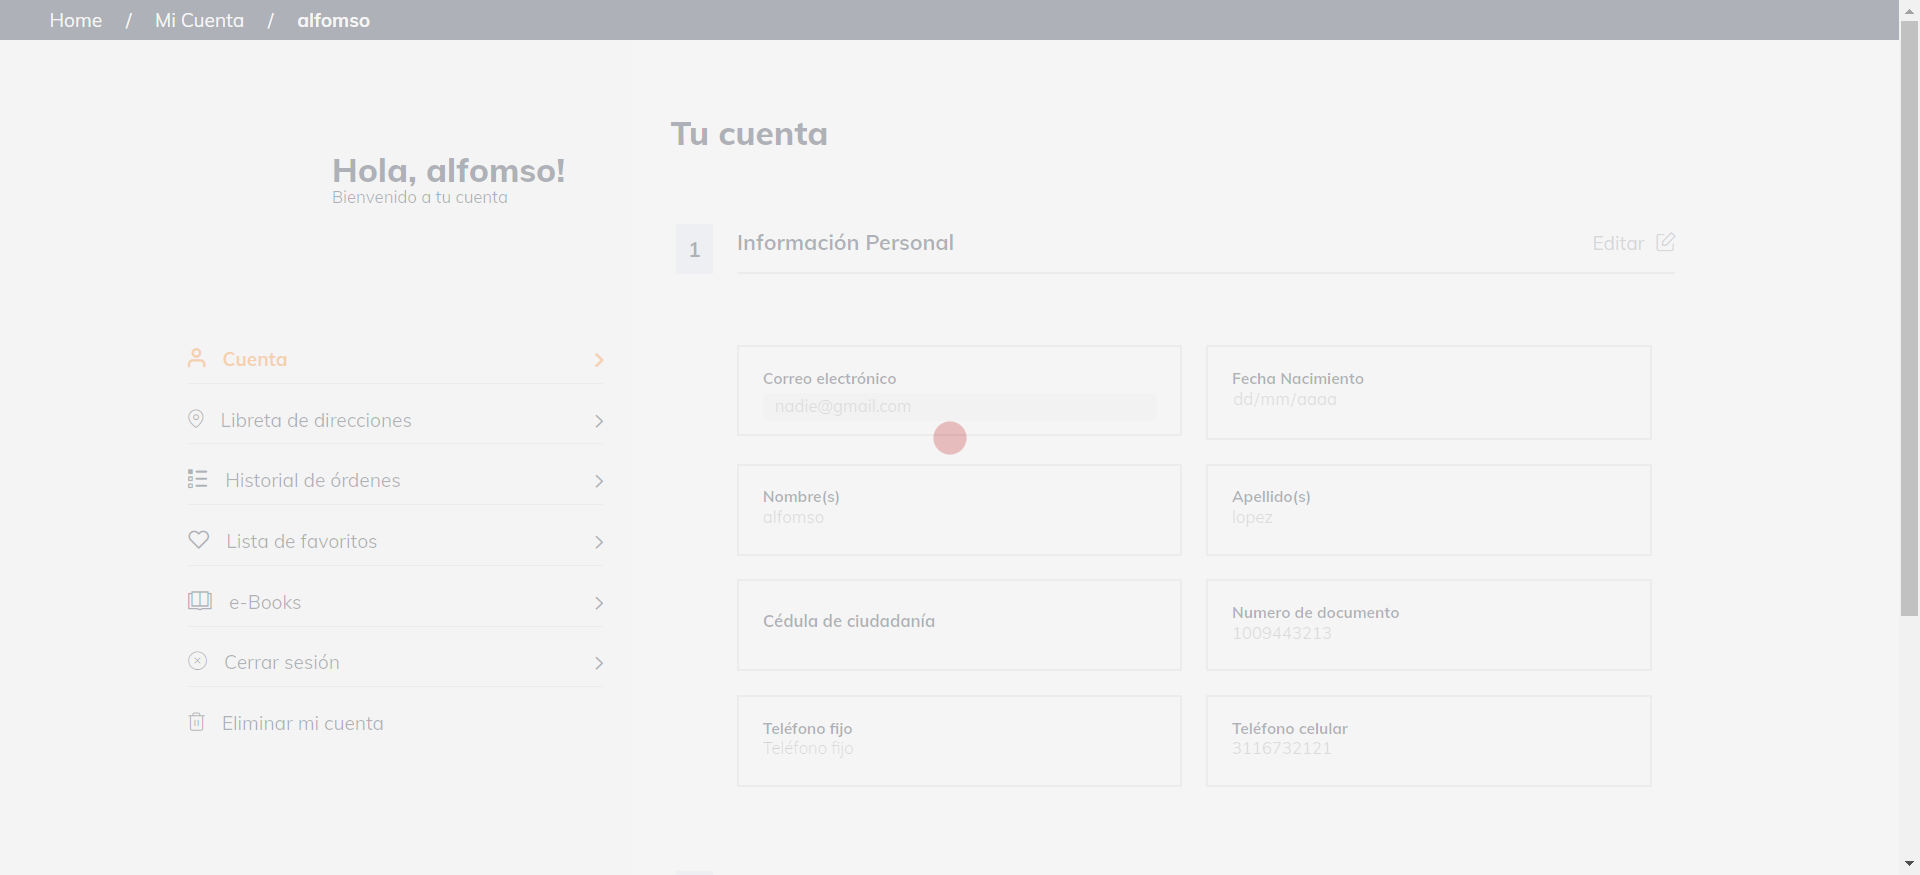 Home / Mi Cuenta / alfomso
Hola, alfomso!
Bienvenido a tu cuenta
Cuenta
Libreta de direcciones
Historial de órdenes
Lista de favoritos
e-Books
Cerrar sesión
Eliminar mi cuenta
Tu cuenta
1 Información Personal Editar
Correo electrónico
nadie@gmail.com
Fecha Nacimiento
dd/mm/aaaa
Nombre(s)
alfomso
Apellido(s)
lopez
Cédula de ciudadanía
Numero de documento
1009443213
Teléfono fijo
Teléfono fijo
Teléfono celular
3116732121